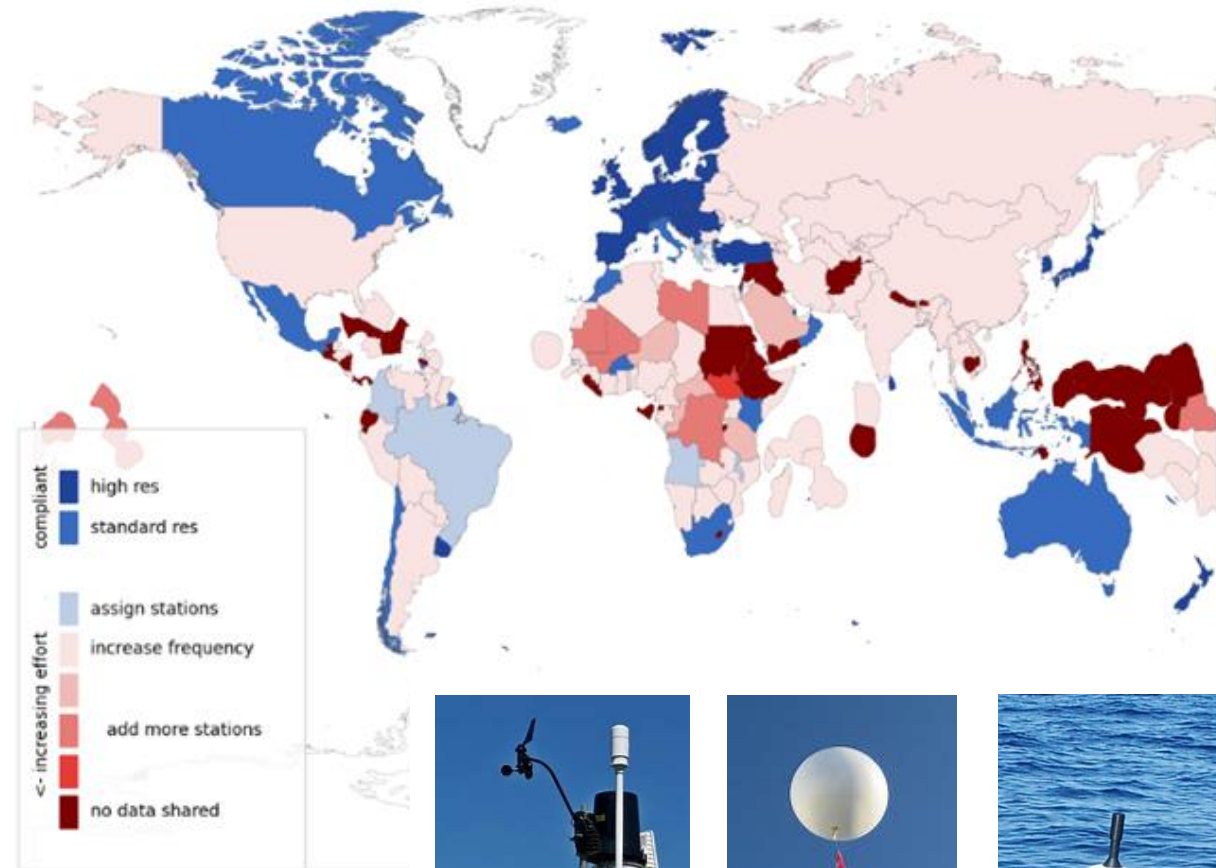 compliant
high res
standard res
<- increasing effort
assign stations
increase frequency
add more stations
no data shared